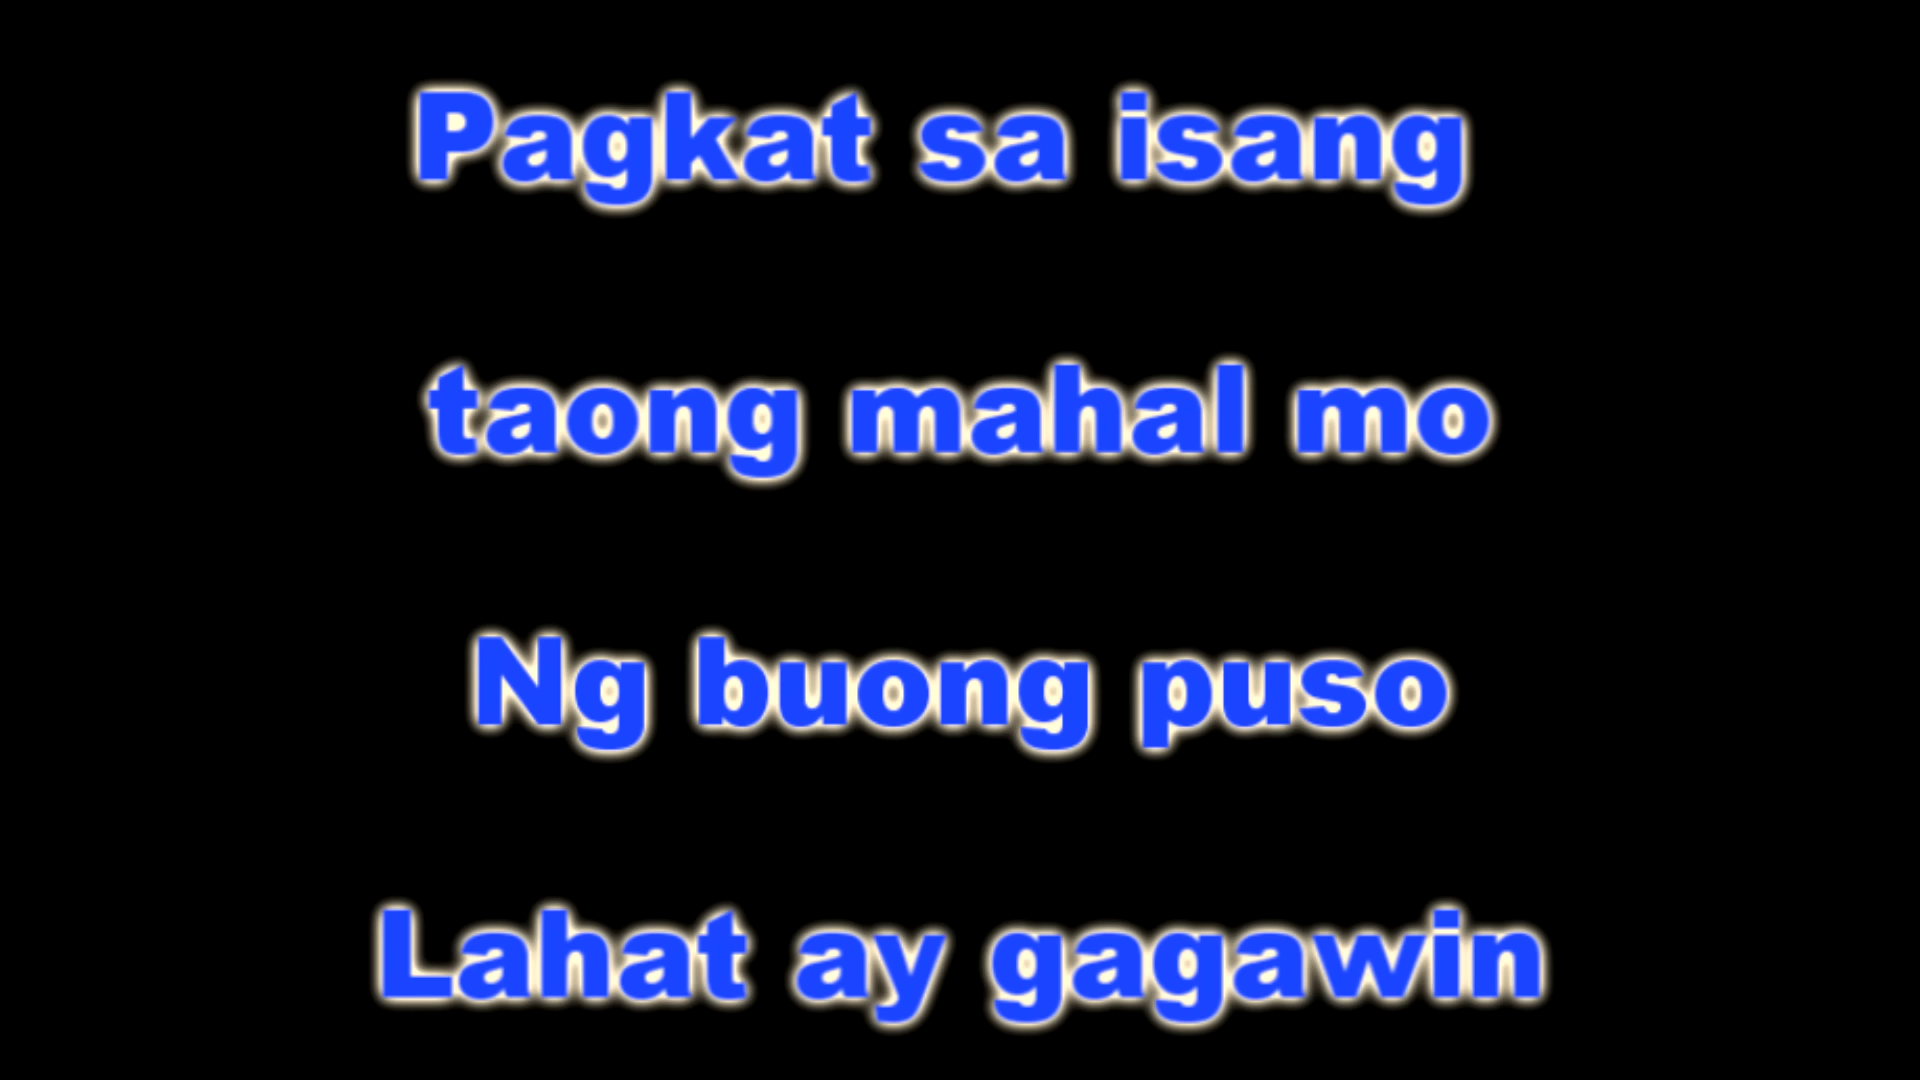 Pagkat sa isang
taong mahal mo
Ng buong puso
Lahat ay gagawin